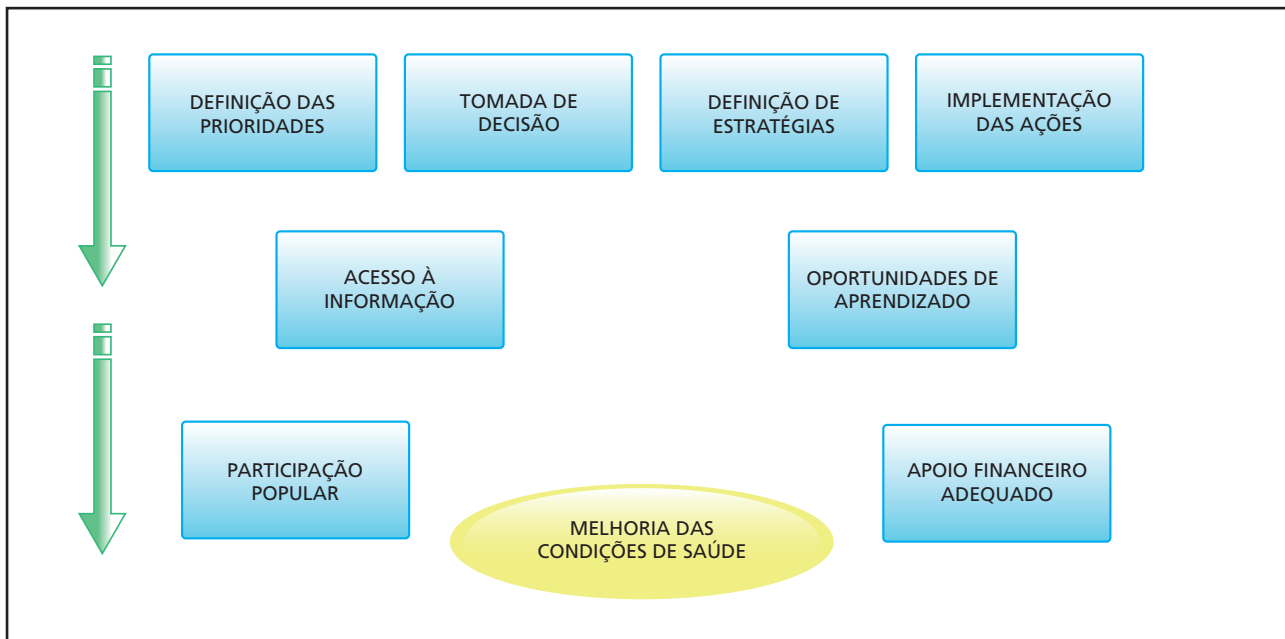 DEFINIÇÃO DAS
PRIORIDADES
TOMADA DE
DECISÃO
DEFINIÇÃO DE
ESTRATÉGIAS
IMPLEMENTAÇÃO
DAS AÇÕES
ACESSO À
INFORMAÇÃO
OPORTUNIDADES DE
APRENDIZADO
PARTICIPAÇÃO
POPULAR
APOIO FINANCEIRO
ADEQUADO
MELHORIA DAS
CONDIÇÕES DE SAÚDE